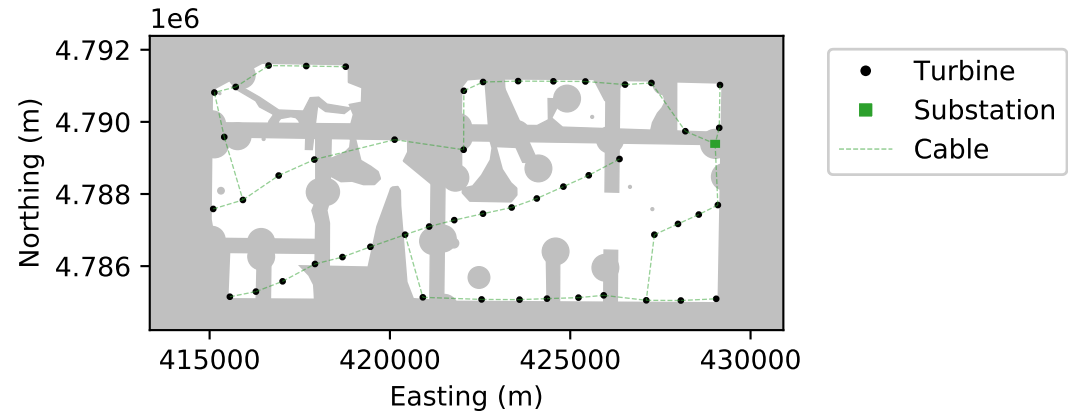 1e6
4.792
4.790
4.788
4.786
Northing (m)
415000 420000 425000 430000
Easting (m)
Turbine
Substation
Cable